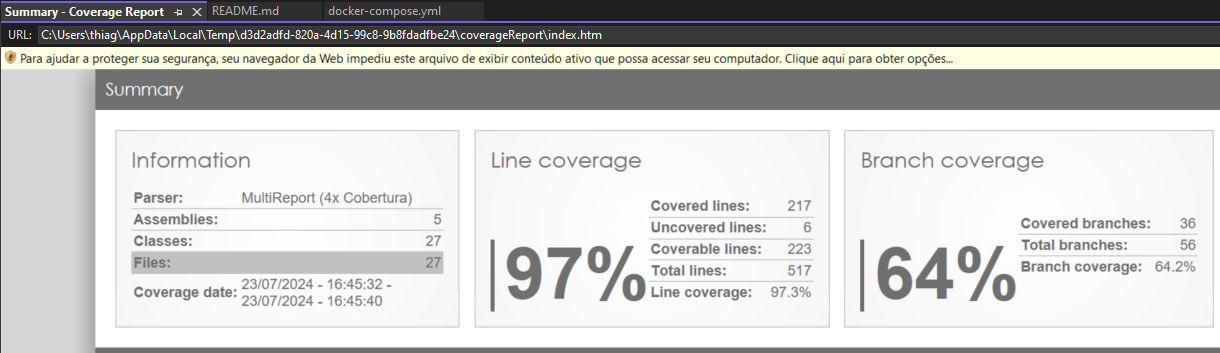 Summary - Coverage Report README.md docker-compose.yml
URL: C:\Users\thiag\AppData\Local\Temp\d3d2adfd-820a-4d15-99c8-9b8fdadfbe24\coverageReport\index.htm
Para ajudar a proteger sua segurança, seu navegador da Web impediu este arquivo de exibir conteúdo ativo que possa acessar seu computador. Clique aqui para obter opções...
Summary
Information
Parser: MultiReport (4x Cobertura)
Assemblies: 5
Classes: 27
Files: 27
Coverage date: 23/07/2024 - 16:45:32 -
23/07/2024 - 16:45:40
Line coverage
97%
Covered lines: 217
Uncovered lines: 6
Coverable lines: 223
Total lines: 517
Line coverage: 97.3%
Branch coverage
64%
Covered branches: 36
Total branches: 56
Branch coverage: 64.2%